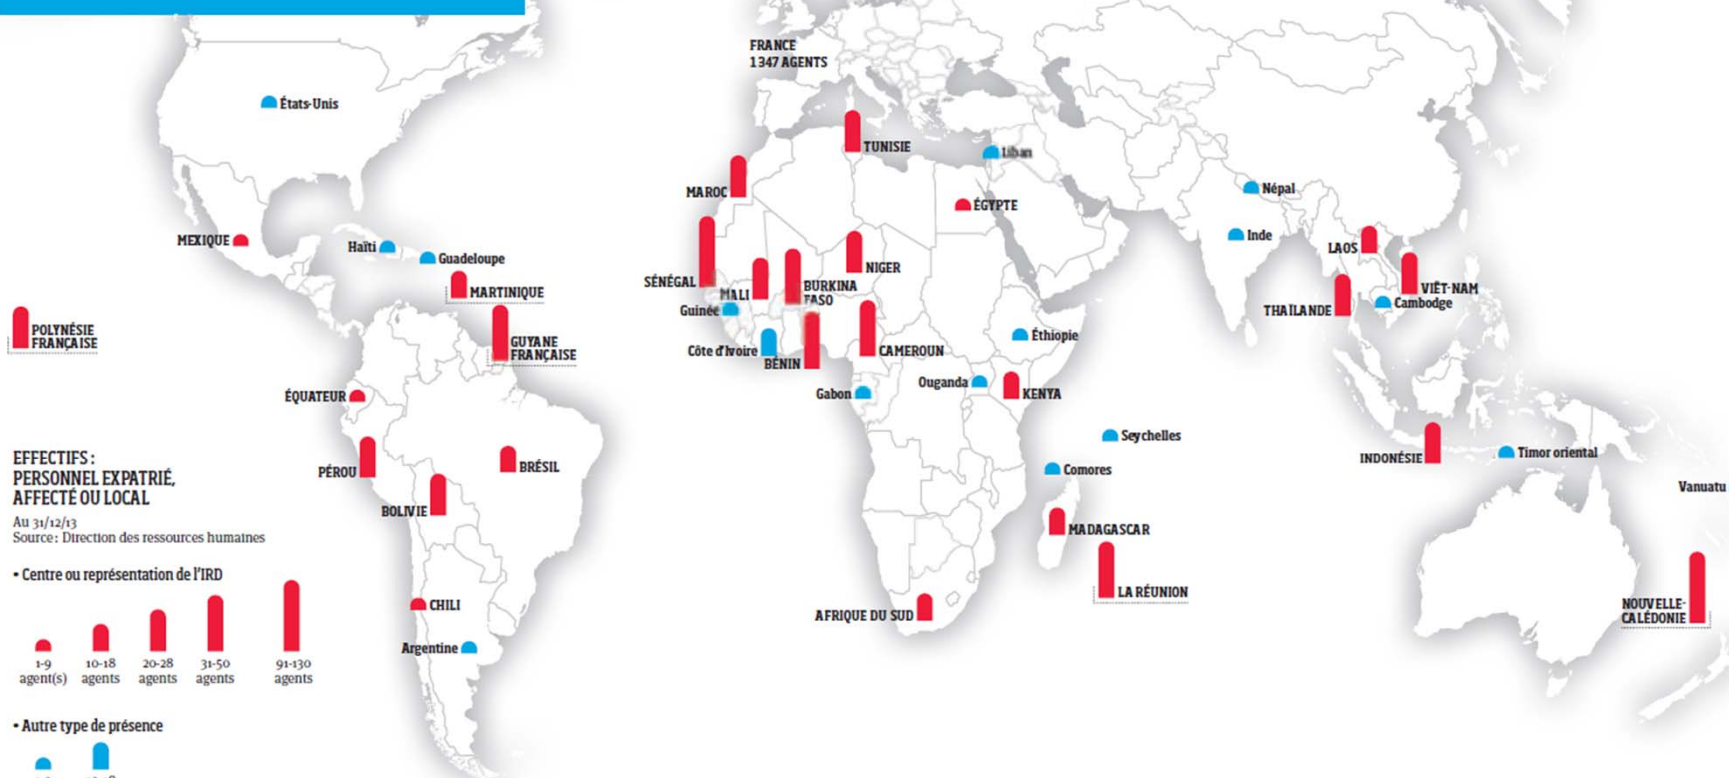 FRANCE
1347 AGENTS
États-Unis
TUNISIE
Liban
MAROC
Népal
ÉGYPTE
MEXIQUE
Haïti
Guadeloupe
Inde
LAOS
NIGER
SÉNÉGAL
MALI
BURKINA
FASO
MARTINIQUE
VIÊT-NAM
Cambodge
THAÏLANDE
Guinée
POLYNÉSIE
FRANÇAISE
GUYANE
FRANÇAISE
Côte d'Ivoire
BÉNIN
CAMEROUN
Éthiopie
ÉQUATEUR
Gabon
Ouganda
KENYA
Seychelles
PÉROU
BRÉSIL
INDONÉSIE
Timor oriental
Comores
Vanuatu
BOLIVIE
MADAGASCAR
LA RÉUNION
CHILI
AFRIQUE DU SUD
NOUVELLE-
CALÉDONIE
Argentine
EFFECTIFS :
PERSONNEL EXPATRIÉ,
AFFECTÉ OU LOCAL
Au 31/12/13
Source : Direction des ressources humaines
• Centre ou représentation de l'IRD
1-9 10-18 20-28 31-50 91-130
agent(s) agents agents agents agents
• Autre type de présence